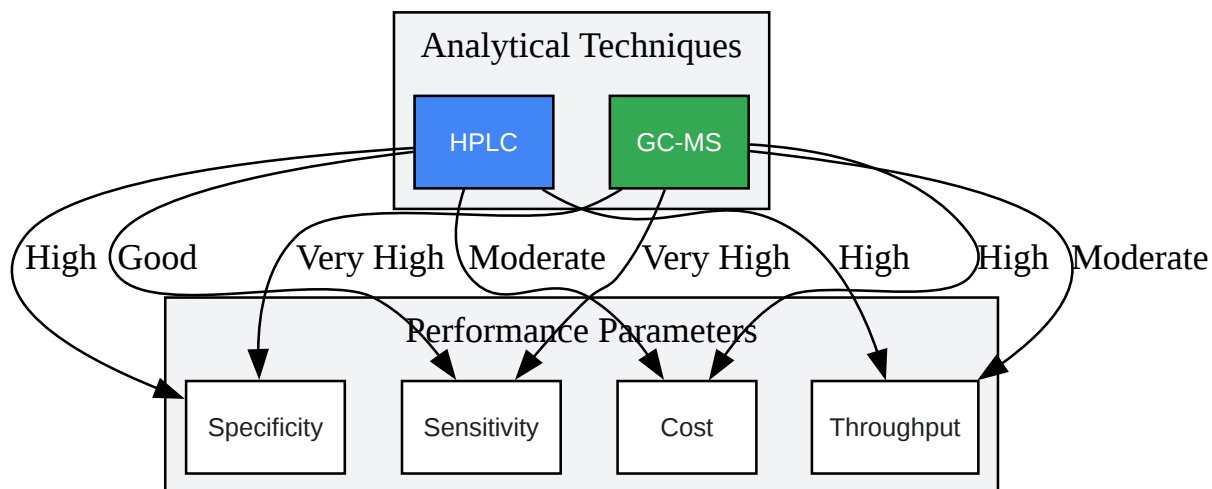 Analytical Techniques
HPLC
GC-MS
High
Good
Very High
Moderate
Very High
High
High
Moderate
Performance Parameters
Specificity
Sensitivity
Cost
Throughput